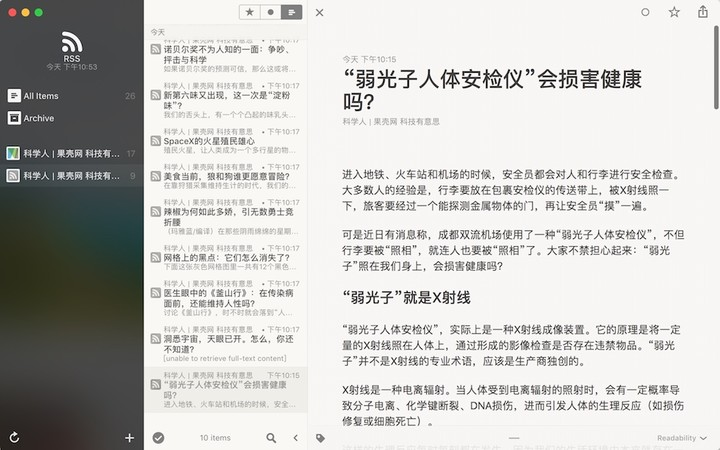 RSS
今天 下午10:53
All Items 26
Archive
科学人 | 果壳网 科技有... 17
科学人 | 果壳网 科技有... 9
今天
科学人 | 果壳网 科技有意思 • 下午10:17
诺贝尔奖不为人知的一面：争吵、
抨击与科学
如果诺贝尔奖的预测可信，那么这或将...
科学人 | 果壳网 科技有意思 • 下午10:17
新第六味又出现，这一次是“淀粉
味”？
我们的舌头上，有一个个凸起的味乳头...
科学人 | 果壳网 科技有意思 • 下午10:17
SpaceX的火星殖民雄心
殖民火星、让人类成为一个多行星的物...
科学人 | 果壳网 科技有意思 • 下午10:17
美食当前，狼和狗谁更愿意冒险？
在靠狩猎采集维持生计的时代，我们的...
科学人 | 果壳网 科技有意思 • 下午10:17
辣椒为何如此多娇，引无数勇士竞
折腰
（玛雅蓝/编译）在那些阴雨绵绵的星期...
科学人 | 果壳网 科技有意思 • 下午10:17
网格上的黑点：它们怎么消失了？
下面这张灰色网格图里一共有12个黑色...
科学人 | 果壳网 科技有意思 • 下午10:17
医生眼中的《釜山行》：在传染病
面前，还能维持人性吗？
讨论《釜山行》，时不时就会落到“人...
科学人 | 果壳网 科技有意思 • 下午10:17
洞悉宇宙，天眼已开。怎么，你还
不知道？
[unable to retrieve full-text content]
科学人 | 果壳网 科技有意思 下午10:15
“弱光子人体安检仪”会损害健康
吗？
进入地铁、火车站和机场的时候，安全...
10 items
今天 下午10:15
“弱光子人体安检仪”会损害健康
吗？
科学人 | 果壳网 科技有意思
进入地铁、火车站和机场的时候，安全员都会对人和行李进行安全检查。
大多数人的经验是，行李要放在包裹安检仪的传送带上，被X射线照一
下，旅客要经过一个能探测金属物体的门，再让安全员“摸”一遍。
可是近日有消息称，成都双流机场使用了一种“弱光子人体安检仪”，不但
行李要被“照相”，就连人也要被“照相”了。大家不禁担心起来：“弱光
子”照在我们身上，会损害健康吗？
“弱光子”就是X射线
“弱光子人体安检仪”，实际上是一种X射线成像装置。它的原理是将一定
量的X射线照在人体上，通过形成的影像检查是否存在违禁物品。“弱光
子”并不是X射线的专业术语，应该是生产商独创的。
X射线是一种电离辐射。当人体受到电离辐射的照射时，会有一定概率导
致分子电离、化学键断裂、DNA损伤，进而引发人体的生理反应（如损伤
修复或细胞死亡）。
Readability